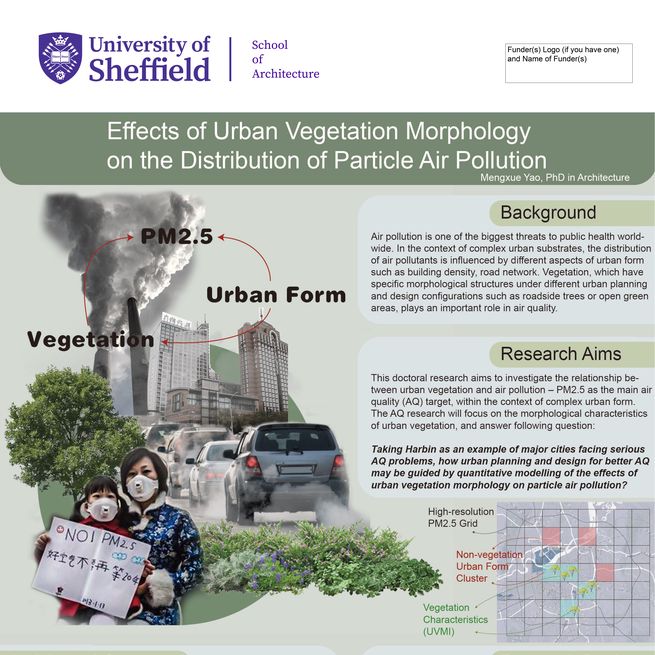 University of
Sheffield
School
of
Architecture
Funder(s) Logo (if you have one)
and Name of Funder(s)
Effects of Urban Vegetation Morphology
on the Distribution of Particle Air Pollution
Mengxue Yao, PhD in Architecture
PM2.5
Urban Form
Vegetation
NO! PM2.5
好空气不再等20年
Background
Air pollution is one of the biggest threats to public health world-
wide. In the context of complex urban substrates, the distribution
of air pollutants is influenced by different aspects of urban form
such as building density, road network. Vegetation, which have
specific morphological structures under different urban planning
and design configurations such as roadside trees or open green
areas, plays an important role in air quality.
Research Aims
This doctoral research aims to investigate the relationship be-
tween urban vegetation and air pollution – PM2.5 as the main air
quality (AQ) target, within the context of complex urban form.
The AQ research will focus on the morphological characteristics
of urban vegetation, and answer following question:
Taking Harbin as an example of major cities facing serious
AQ problems, how urban planning and design for better AQ
may be guided by quantitative modelling of the effects of
urban vegetation morphology on particle air pollution?
High-resolution
PM2.5 Grid
Non-vegetation
Urban Form
Cluster
Vegetation
Characteristics
(UVMI)